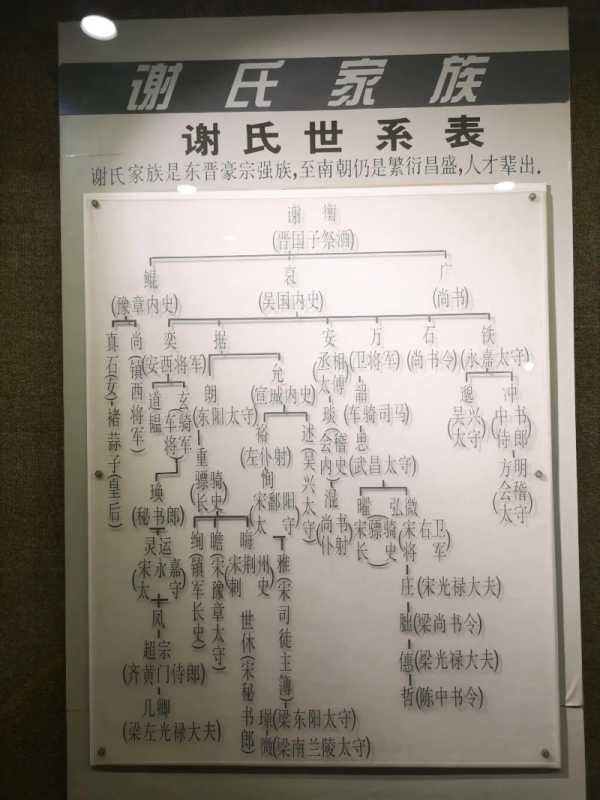 谢氏家族
谢氏世系表
谢氏家族是东晋豪宗强族,至南朝仍是繁衍昌盛,人才辈出.
谢衡
(晋国子祭酒)
鲲 裒 广
(豫章内史) (吴国内史) (尚书)
真石(女)
褚蒜子(皇后)
尚(镇西将军)
奕
(安西将军)
据
安
丞相
太傅
万
(卫将军)
石
(尚书令)
铁
(永嘉太守)
道韫
玄(车骑将军)
瑍
(秘书郎)
灵运
宋永嘉
太守
凤
超宗
(齐黄门侍郎)
几卿
(梁左光禄大夫)
朗
(东阳太守)
重
骠骑
长史
绚(镇军长史)
瞻(宋豫章太守)
晦
宋荆州
刺史
世休(宋秘书郎)
允
宣城内史
裕
左仆射
恂
宋鄱阳
太守
雅(宋司徒主簿)
璟(梁东阳太守)
微(梁南兰陵太守)
述(吴兴太守)
琰(会稽内史)
混
尚书
仆射
韶
(车骑司马)
思
(武昌太守)
曜
宋骠骑
长史
弘微
宋右卫
将军
庄(宋光禄大夫)
朏(梁尚书令)
譓(梁光禄大夫)
哲(陈中书令)
邈
吴兴
太守
冲
中书
侍郎
方明
会稽
太守